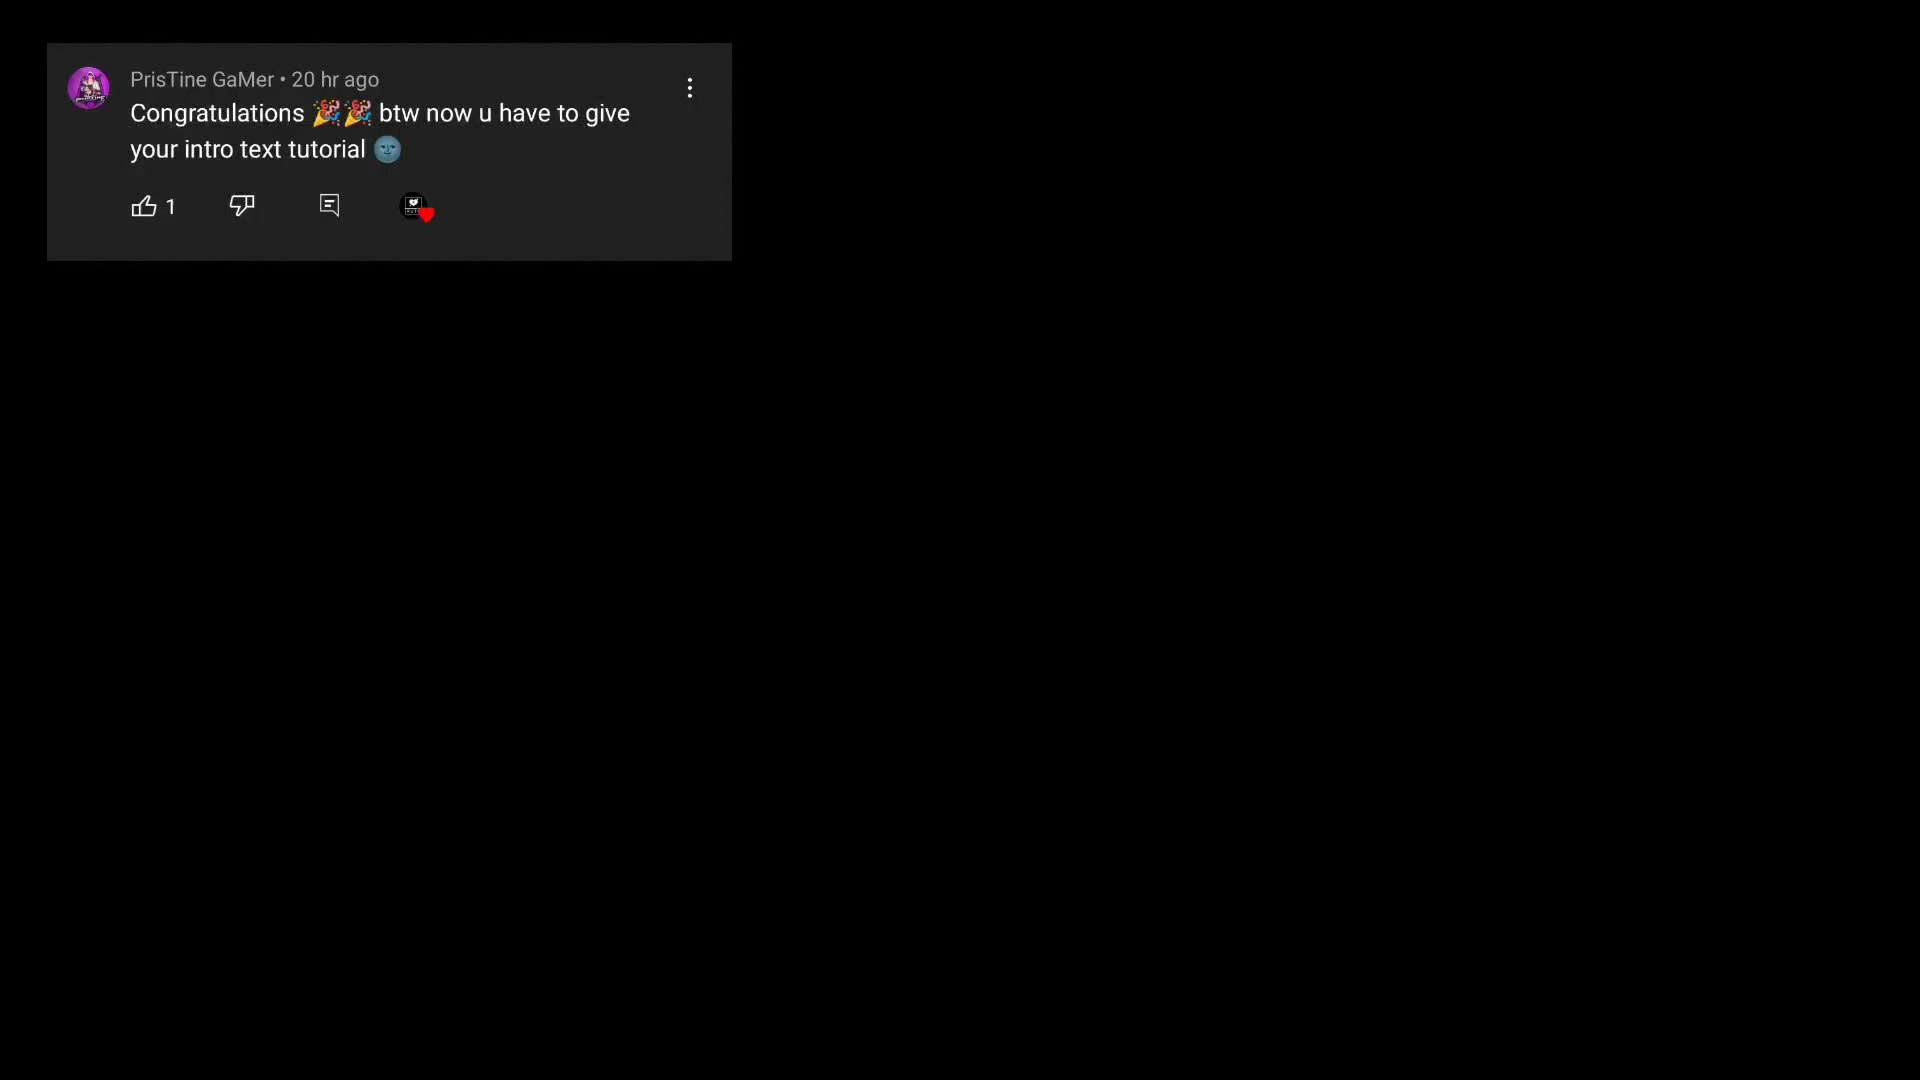 PrisTine GaMer • 20 hr ago
Congratulations 🎉🎉 btw now u have to give
your intro text tutorial 🌚
1